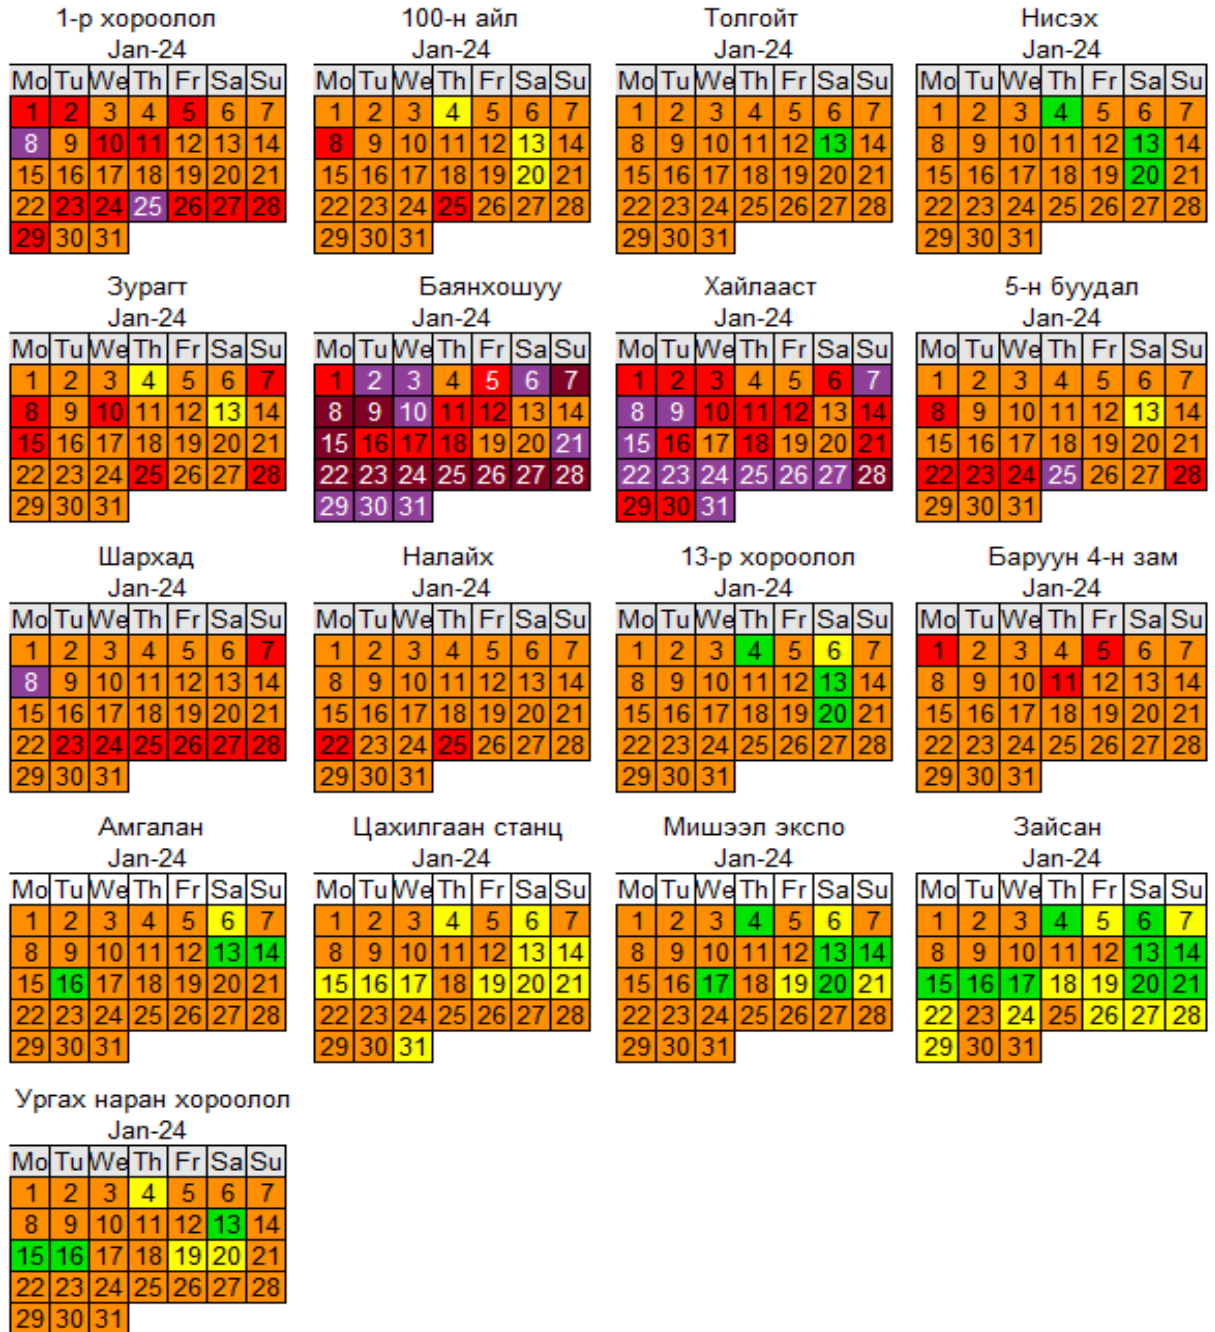 1-р хороолол 100-н айл Толгойт Нисэх
Jan-24 Jan-24 Jan-24 Jan-24
Mo Tu We Th Fr Sa Su Mo Tu We Th Fr Sa Su Mo Tu We Th Fr Sa Su Mo Tu We Th Fr Sa Su
1 2 3 4 5 6 7 1 2 3 4 5 6 7 1 2 3 4 5 6 7 1 2 3 4 5 6 7
8 9 10 11 12 13 14 8 9 10 11 12 13 14 8 9 10 11 12 13 14 8 9 10 11 12 13 14
15 16 17 18 19 20 21 15 16 17 18 19 20 21 15 16 17 18 19 20 21 15 16 17 18 19 20 21
22 23 24 25 26 27 28 22 23 24 25 26 27 28 22 23 24 25 26 27 28 22 23 24 25 26 27 28
29 30 31 29 30 31 29 30 31 29 30 31
Зурагт Баянхошуу Хайлааст 5-н буудал
Jan-24 Jan-24 Jan-24 Jan-24
Mo Tu We Th Fr Sa Su Mo Tu We Th Fr Sa Su Mo Tu We Th Fr Sa Su Mo Tu We Th Fr Sa Su
1 2 3 4 5 6 7 1 2 3 4 5 6 7 1 2 3 4 5 6 7 1 2 3 4 5 6 7
8 9 10 11 12 13 14 8 9 10 11 12 13 14 8 9 10 11 12 13 14 8 9 10 11 12 13 14
15 16 17 18 19 20 21 15 16 17 18 19 20 21 15 16 17 18 19 20 21 15 16 17 18 19 20 21
22 23 24 25 26 27 28 22 23 24 25 26 27 28 22 23 24 25 26 27 28 22 23 24 25 26 27 28
29 30 31 29 30 31 29 30 31 29 30 31
Шархад Налайх 13-р хороолол Баруун 4-н зам
Jan-24 Jan-24 Jan-24 Jan-24
Mo Tu We Th Fr Sa Su Mo Tu We Th Fr Sa Su Mo Tu We Th Fr Sa Su Mo Tu We Th Fr Sa Su
1 2 3 4 5 6 7 1 2 3 4 5 6 7 1 2 3 4 5 6 7 1 2 3 4 5 6 7
8 9 10 11 12 13 14 8 9 10 11 12 13 14 8 9 10 11 12 13 14 8 9 10 11 12 13 14
15 16 17 18 19 20 21 15 16 17 18 19 20 21 15 16 17 18 19 20 21 15 16 17 18 19 20 21
22 23 24 25 26 27 28 22 23 24 25 26 27 28 22 23 24 25 26 27 28 22 23 24 25 26 27 28
29 30 31 29 30 31 29 30 31 29 30 31
Амгалан Цахилгаан станц Мишээл экспо Зайсан
Jan-24 Jan-24 Jan-24 Jan-24
Mo Tu We Th Fr Sa Su Mo Tu We Th Fr Sa Su Mo Tu We Th Fr Sa Su Mo Tu We Th Fr Sa Su
1 2 3 4 5 6 7 1 2 3 4 5 6 7 1 2 3 4 5 6 7 1 2 3 4 5 6 7
8 9 10 11 12 13 14 8 9 10 11 12 13 14 8 9 10 11 12 13 14 8 9 10 11 12 13 14
15 16 17 18 19 20 21 15 16 17 18 19 20 21 15 16 17 18 19 20 21 15 16 17 18 19 20 21
22 23 24 25 26 27 28 22 23 24 25 26 27 28 22 23 24 25 26 27 28 22 23 24 25 26 27 28
29 30 31 29 30 31 29 30 31 29 30 31
Ургах наран хороолол
Jan-24
Mo Tu We Th Fr Sa Su
1 2 3 4 5 6 7
8 9 10 11 12 13 14
15 16 17 18 19 20 21
22 23 24 25 26 27 28
29 30 31